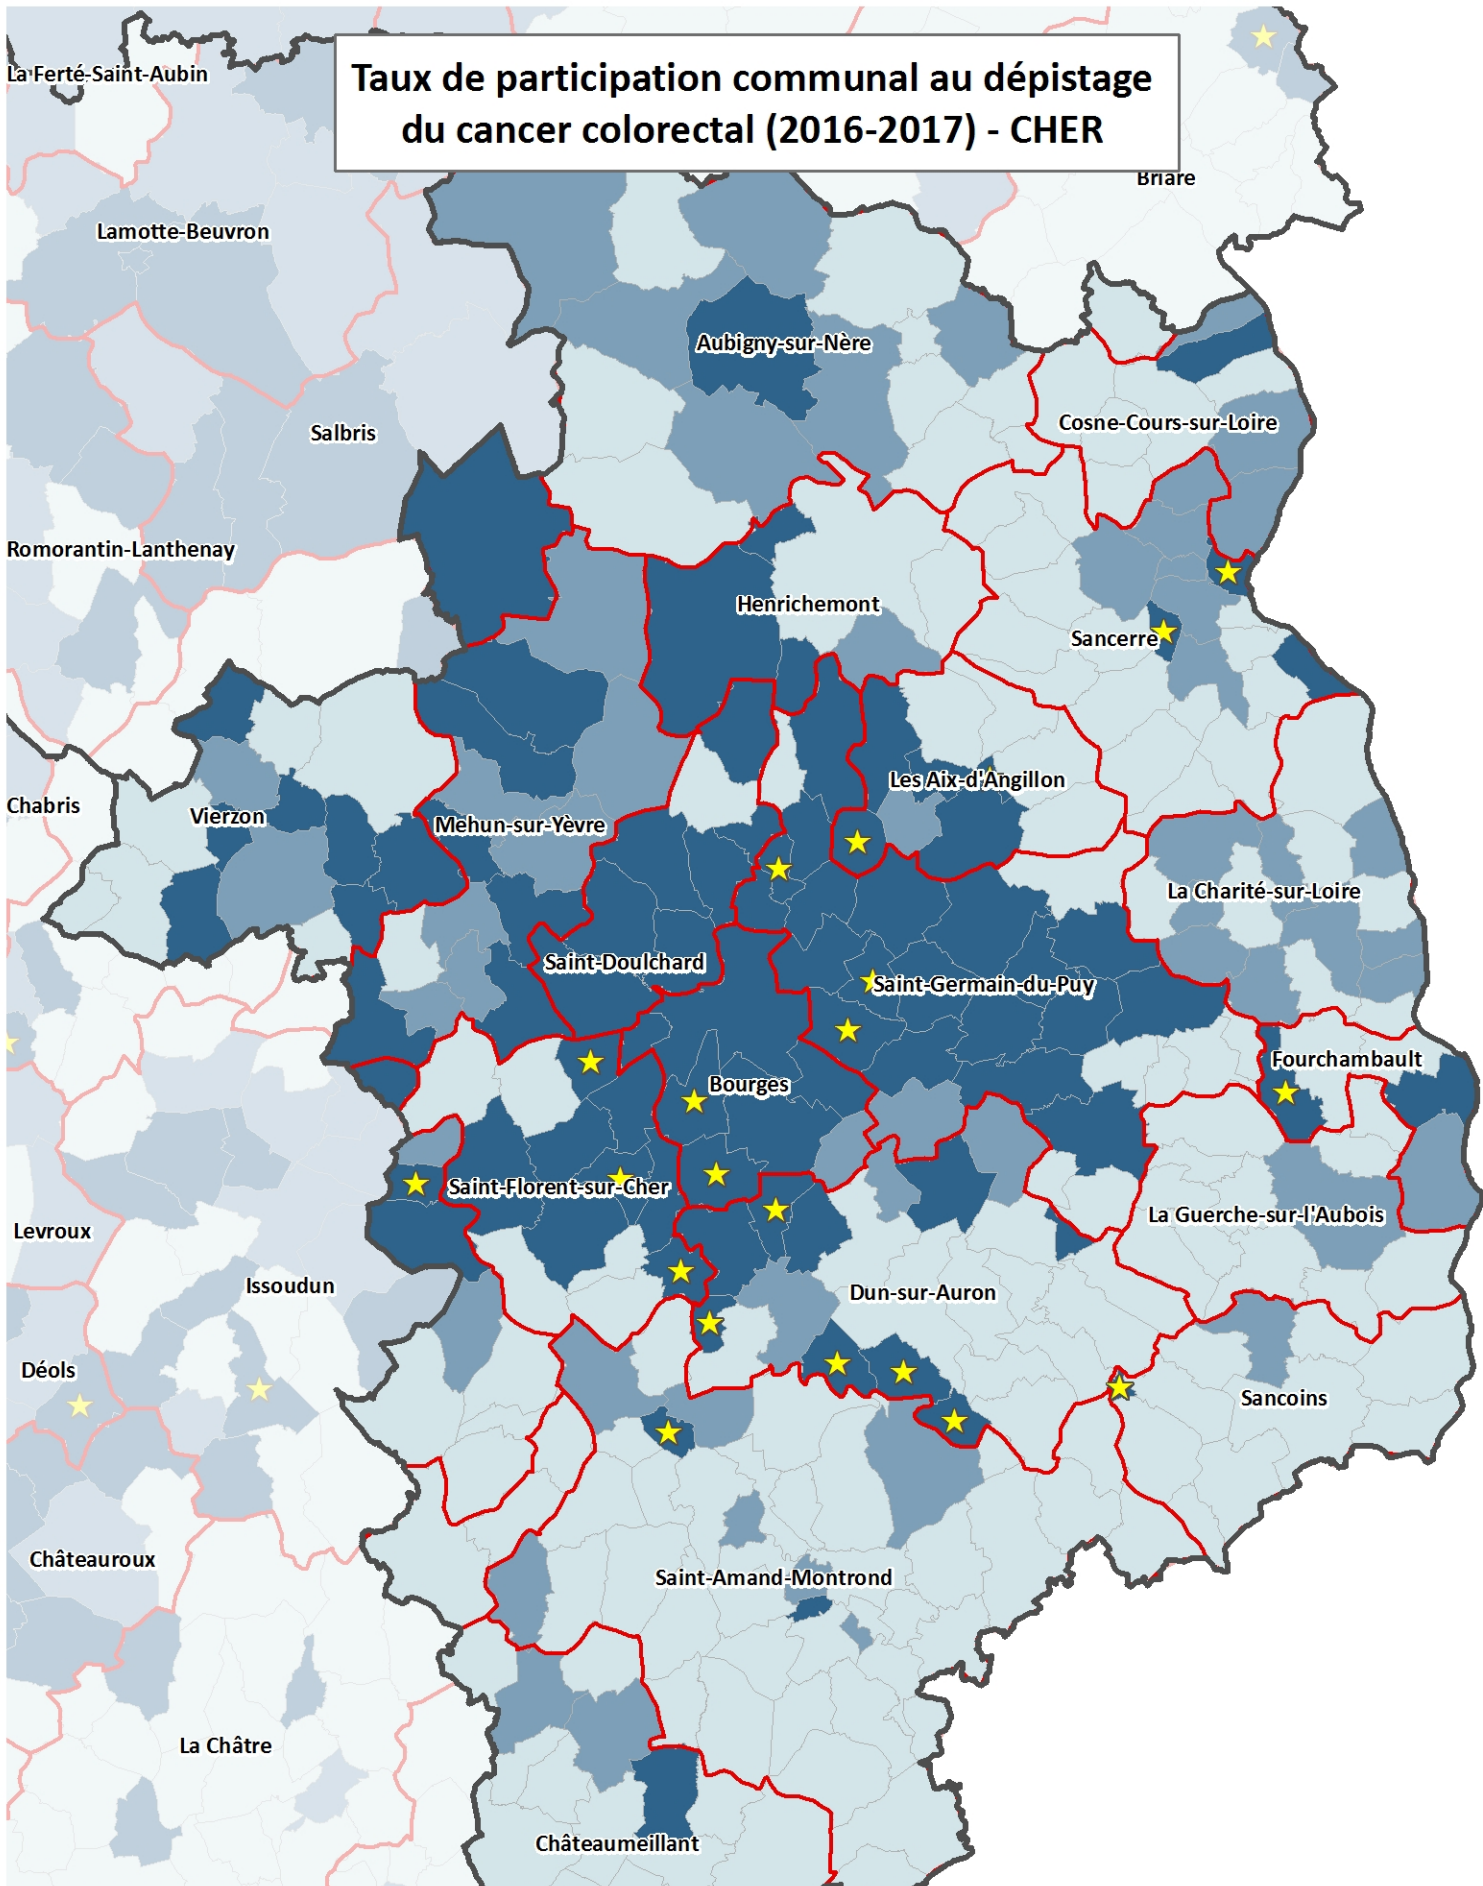 Taux de participation communal au dépistage
du cancer colorectal (2016-2017) - CHER
La Ferté-Saint-Aubin
Briare
Lamotte-Beuvron
Aubigny-sur-Nère
Cosne-Cours-sur-Loire
Salbris
Romorantin-Lanthenay
Henrichemont
Sancerre
Les Aix-d'Angillon
Chabris
Vierzon
Mehun-sur-Yèvre
La Charité-sur-Loire
Saint-Doulchard
Saint-Germain-du-Puy
Fourchambault
Bourges
Saint-Florent-sur-Cher
La Guerche-sur-l'Aubois
Levroux
Issoudun
Dun-sur-Auron
Déols
Sancoins
Châteauroux
Saint-Amand-Montrond
La Châtre
Châteaumeillant